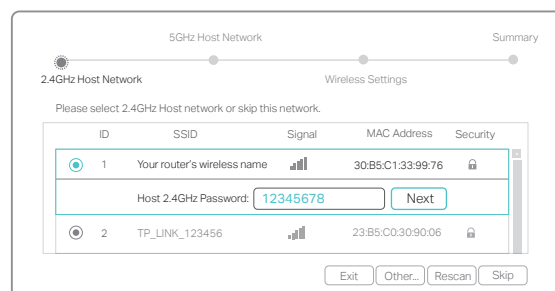 5GHz Host Network Summary
2.4GHz Host Network Wireless Settings
Please select 2.4GHz Host network or skip this network.
ID SSID Signal MAC Address Security
1 Your router's wireless name 30:B5:C1:33:99:76
Host 2.4GHz Password: 12345678 Next
2 TP_LINK_123456 23:B5:C0:30:90:06
Exit Other... Rescan Skip